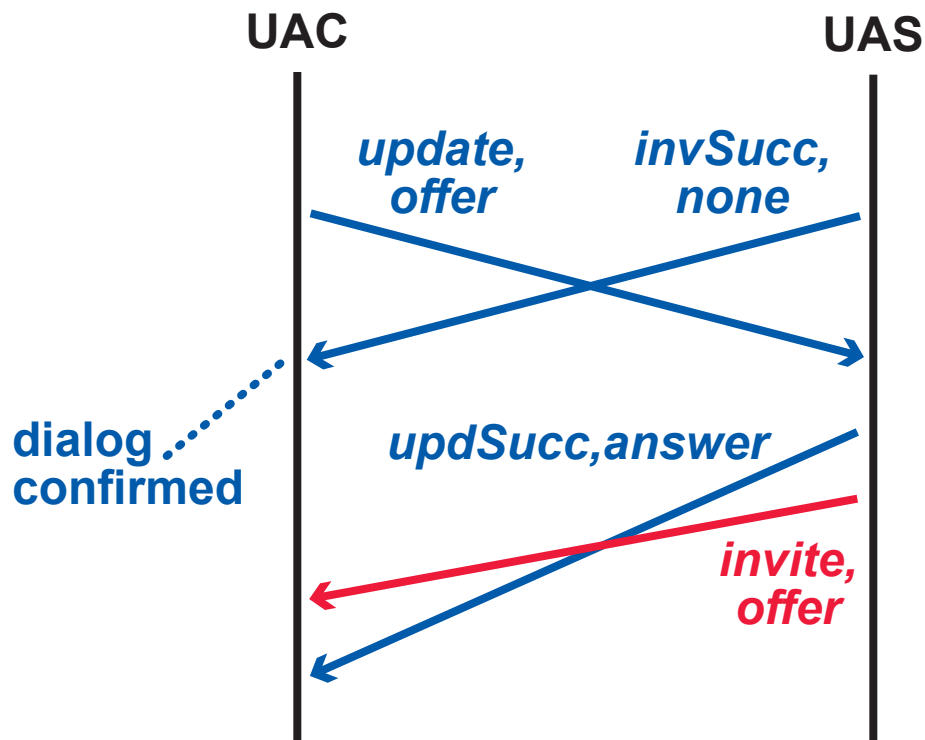 UAC
UAS
update,
offer
invSucc,
none
dialog
confirmed
updSucc,answer
invite,
offer